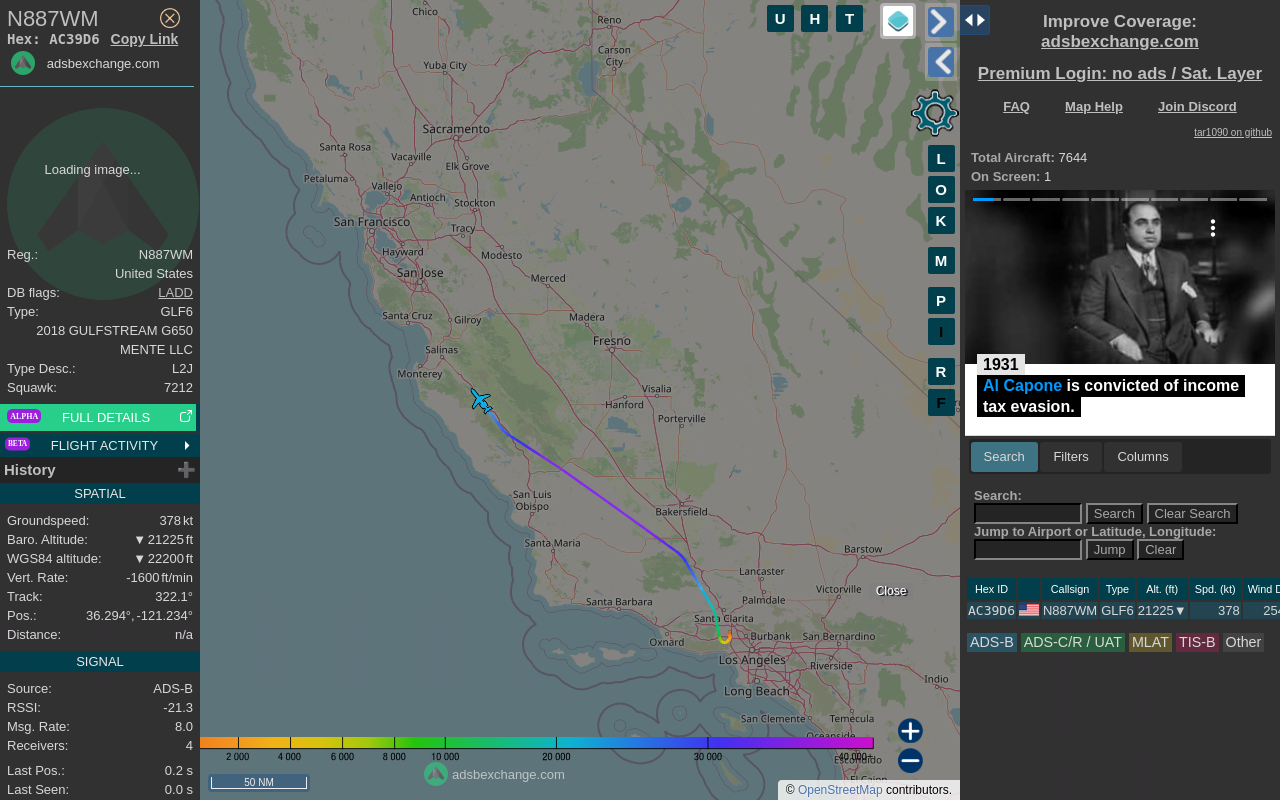 N887WM
Hex: AC39D6 Copy Link
adsbexchange.com
Loading image...
Reg.: N887WM
United States
DB flags: LADD
Type: GLF6
2018 GULFSTREAM G650
MENTE LLC
Type Desc.: L2J
Squawk: 7212
ALPHA FULL DETAILS
BETA FLIGHT ACTIVITY
History
SPATIAL
Groundspeed: 378 kt
Baro. Altitude: ▼ 21225 ft
WGS84 altitude: ▼ 22200 ft
Vert. Rate: -1600 ft/min
Track: 322.1°
Pos.: 36.294°, -121.234°
Distance: n/a
SIGNAL
Source: ADS-B
RSSI: -21.3
Msg. Rate: 8.0
Receivers: 4
Last Pos.: 0.2 s
Last Seen: 0.0 s
Chico
Reno
Carson
City
Yuba City
Sacramento
Santa Rosa
Vacaville
Elk Grove
Petaluma
Vallejo
Antioch
Stockton
San Francisco
Tracy
Hayward
Modesto
San Jose
Merced
Santa Cruz
Gilroy
Madera
Salinas
Fresno
Monterey
Visalia
Hanford
Porterville
San Luis
Obispo
Bakersfield
Santa Maria
Barstow
Lancaster
Victorville
Palmdale
Santa Barbara
Santa Clarita
Oxnard
Burbank
San Bernardino
Los Angeles
Riverside
Indio
Long Beach
San Clemente
Temecula
Oceanside
Escondido
El Cajon
U H T
L
O
K
M
P
I
R
F
Close
2 000 4 000 6 000 8 000 10 000 20 000 30 000 40 000+
adsbexchange.com
50 NM
© OpenStreetMap contributors.
Improve Coverage:
adsbexchange.com
Premium Login: no ads / Sat. Layer
FAQ Map Help Join Discord
tar1090 on github
Total Aircraft: 7644
On Screen: 1
1931
Al Capone is convicted of income
tax evasion.
Search Filters Columns
Search:
Search Clear Search
Jump to Airport or Latitude, Longitude:
Jump Clear
Hex ID Callsign Type Alt. (ft) Spd. (kt) Wind D
AC39D6 N887WM GLF6 21225▼ 378 254
ADS-B ADS-C/R / UAT MLAT TIS-B Other